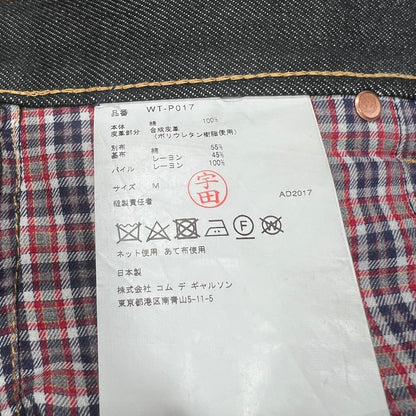 品番 WT-P017
本体 綿 100%
皮革部分 合成皮革
(ポリウレタン樹脂使用)
別布 綿 55%
基布 レーヨン 45%
パイル レーヨン 100%
サイズ M
宇田
縫製責任者
AD2017
F
W
ネット使用 あて布使用
日本製
株式会社 コム デ ギャルソン
東京都港区南青山5-11-5